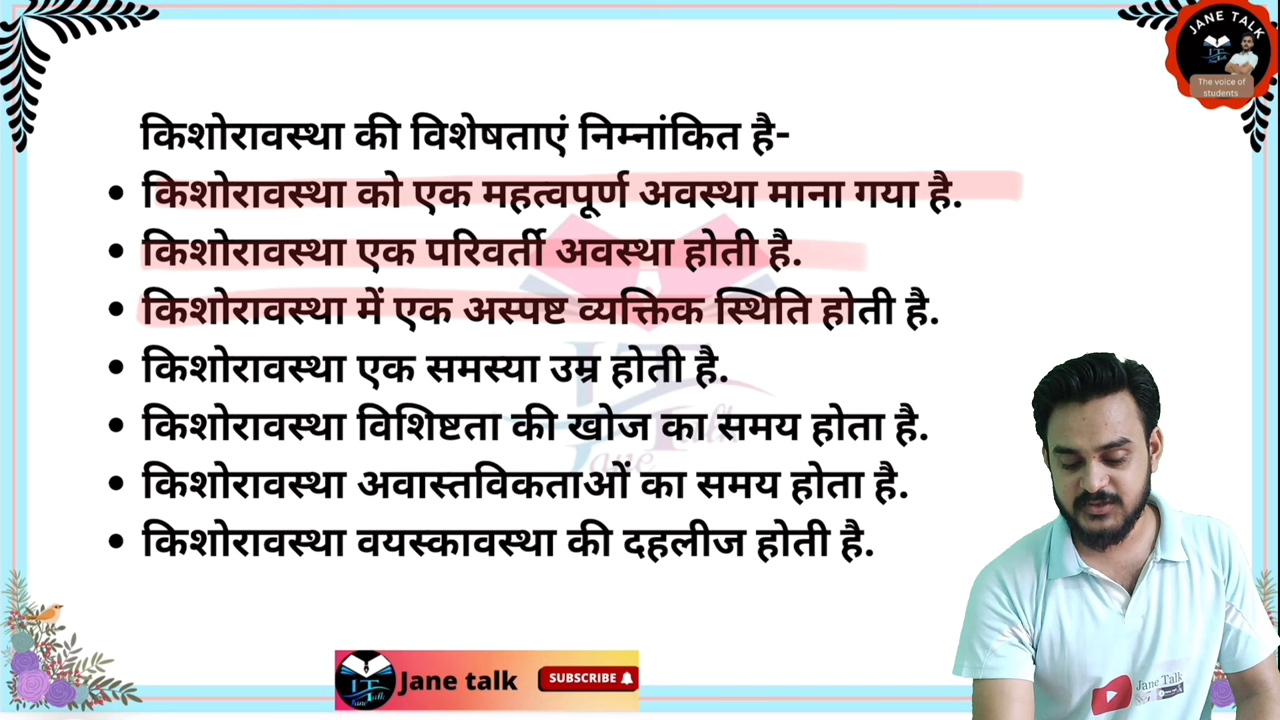 JANE TALK
The voice of
students
किशोरावस्था की विशेषताएं निम्नांकित है-
• किशोरावस्था को एक महत्वपूर्ण अवस्था माना गया है.
• किशोरावस्था एक परिवर्ती अवस्था होती है.
• किशोरावस्था में एक अस्पष्ट व्यक्तिक स्थिति होती है.
• किशोरावस्था एक समस्या उम्र होती है.
• किशोरावस्था विशिष्टता की खोज का समय होता है.
• किशोरावस्था अवास्तविकताओं का समय होता है.
• किशोरावस्था वयस्कावस्था की दहलीज होती है.
Jane talk
SUBSCRIBE
Jane Talk